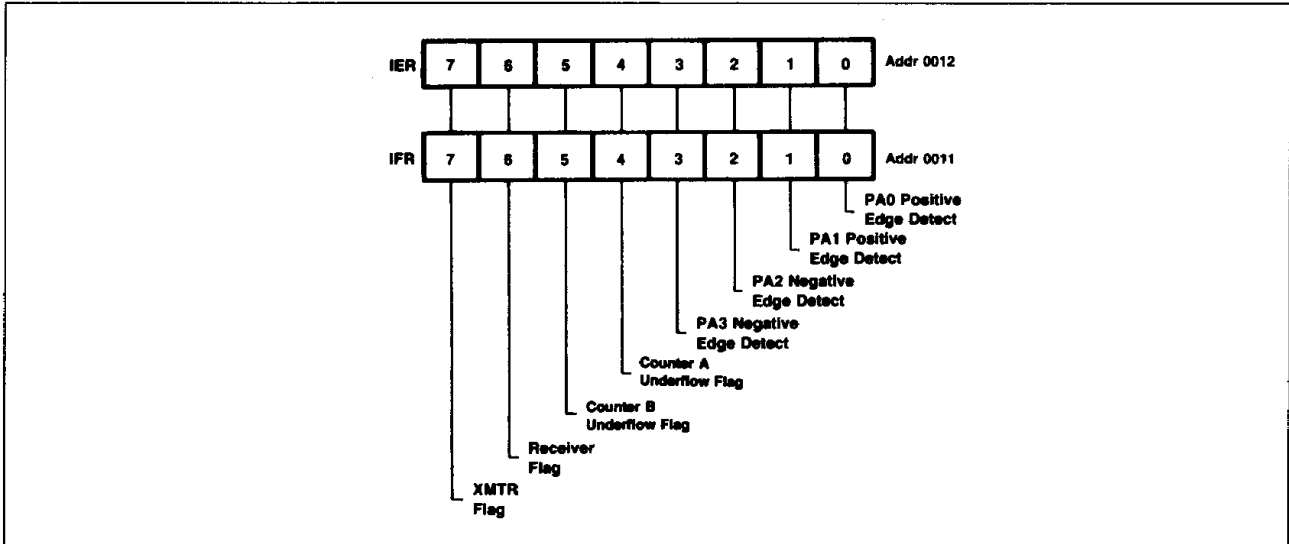 IER 7 6 5 4 3 2 1 0 Addr 0012
IFR 7 6 5 4 3 2 1 0 Addr 0011
PA0 Positive
Edge Detect
PA1 Positive
Edge Detect
PA2 Negative
Edge Detect
PA3 Negative
Edge Detect
Counter A
Underflow Flag
Counter B
Underflow Flag
Receiver
Flag
XMTR
Flag